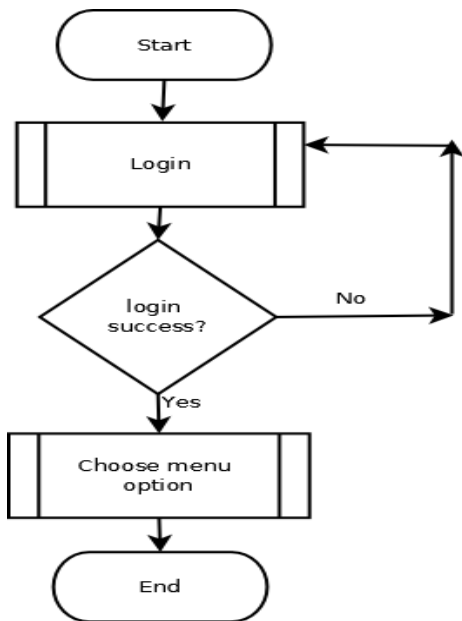 Start
Login
login
success?
No
Yes
Choose menu
option
End